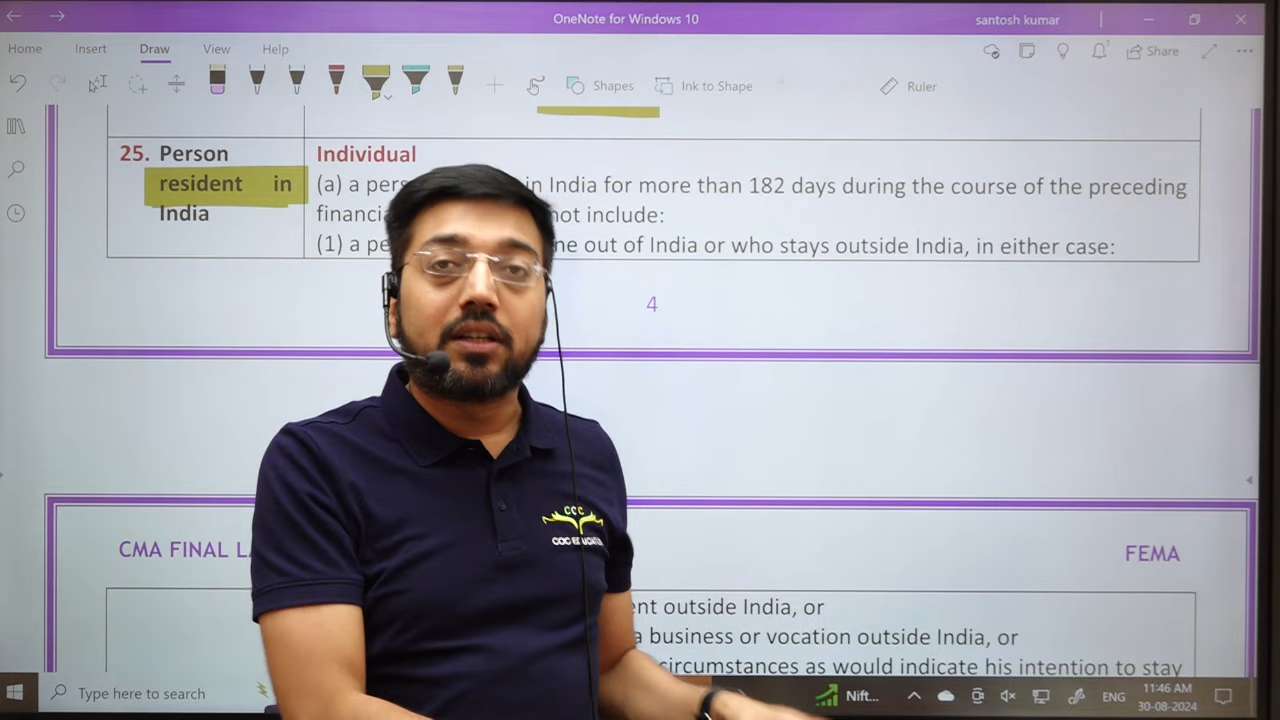 OneNote for Windows 10
santosh kumar
Home Insert Draw View Help
Share
Shapes Ink to Shape Ruler
25. Person resident in India
Individual
(a) a pers in India for more than 182 days during the course of the preceding
financia not include:
(1) a pe ne out of India or who stays outside India, in either case:
4
CMA FINAL LA
FEMA
ent outside India, or
a business or vocation outside India, or
circumstances as would indicate his intention to stay
CCC
Type here to search
Nift...
ENG
11:46 AM
30-08-2024